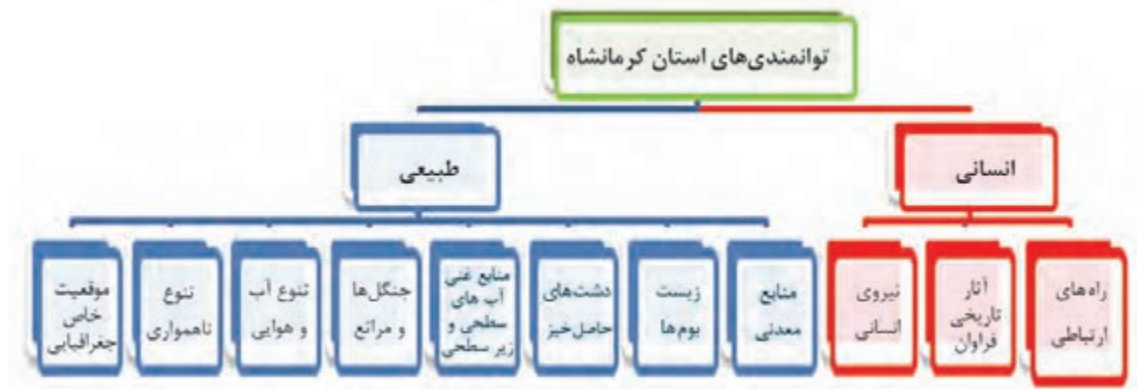 توانمندی‌های استان کرمانشاه
انسانی
طبیعی
راه‌های
ارتباطی
آثار
تاریخی
فراوان
نیروی
انسانی
منابع
معدنی
زیست
بوم‌ها
دشت‌های
حاصل‌خیز
منابع غنی
آب های
سطحی و
زیر سطحی
جنگل‌ها
و مراتع
تنوع آب
و هوایی
تنوع
ناهمواری
موقعیت
خاص
جغرافیایی